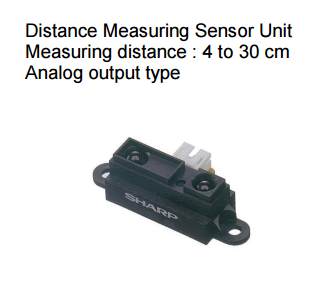 Distance Measuring Sensor Unit
Measuring distance : 4 to 30 cm
Analog output type
SHARP